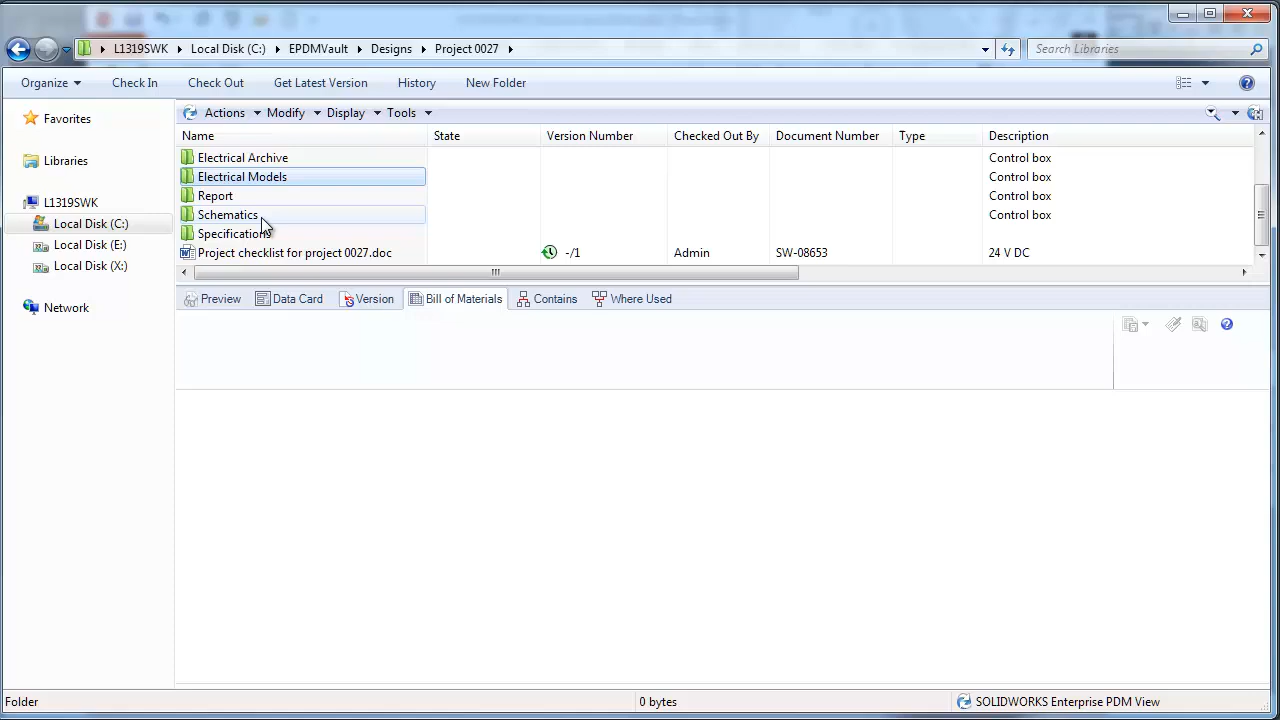 L1319SWK Local Disk (C:) EPDMVault Designs Project 0027 Search Libraries
Organize Check In Check Out Get Latest Version History New Folder
Favorites
Libraries
L1319SWK
Local Disk (C:)
Local Disk (E:)
Local Disk (X:)
Network
Actions Modify Display Tools
Name State Version Number Checked Out By Document Number Type Description
Electrical Archive Control box
Electrical Models Control box
Report Control box
Schematics Control box
Specifications
Project checklist for project 0027.doc -/1 Admin SW-08653 24 V DC
Preview Data Card Version Bill of Materials Contains Where Used
Folder 0 bytes SOLIDWORKS Enterprise PDM View